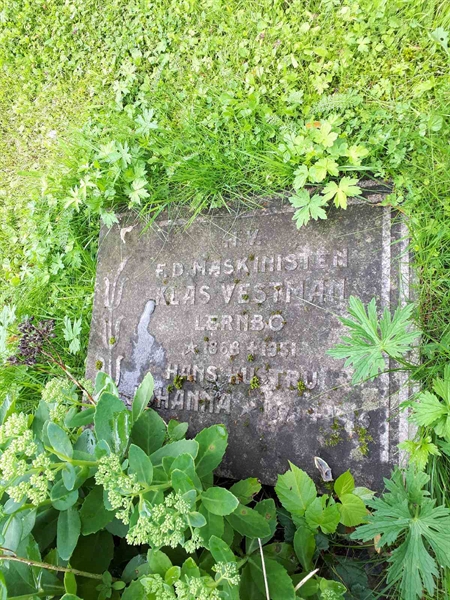 F.D. MASKINISTEN
KLAS VESTMAN
LERNBO
* 1868 † 1951
HANS HUSTRU
HANNA